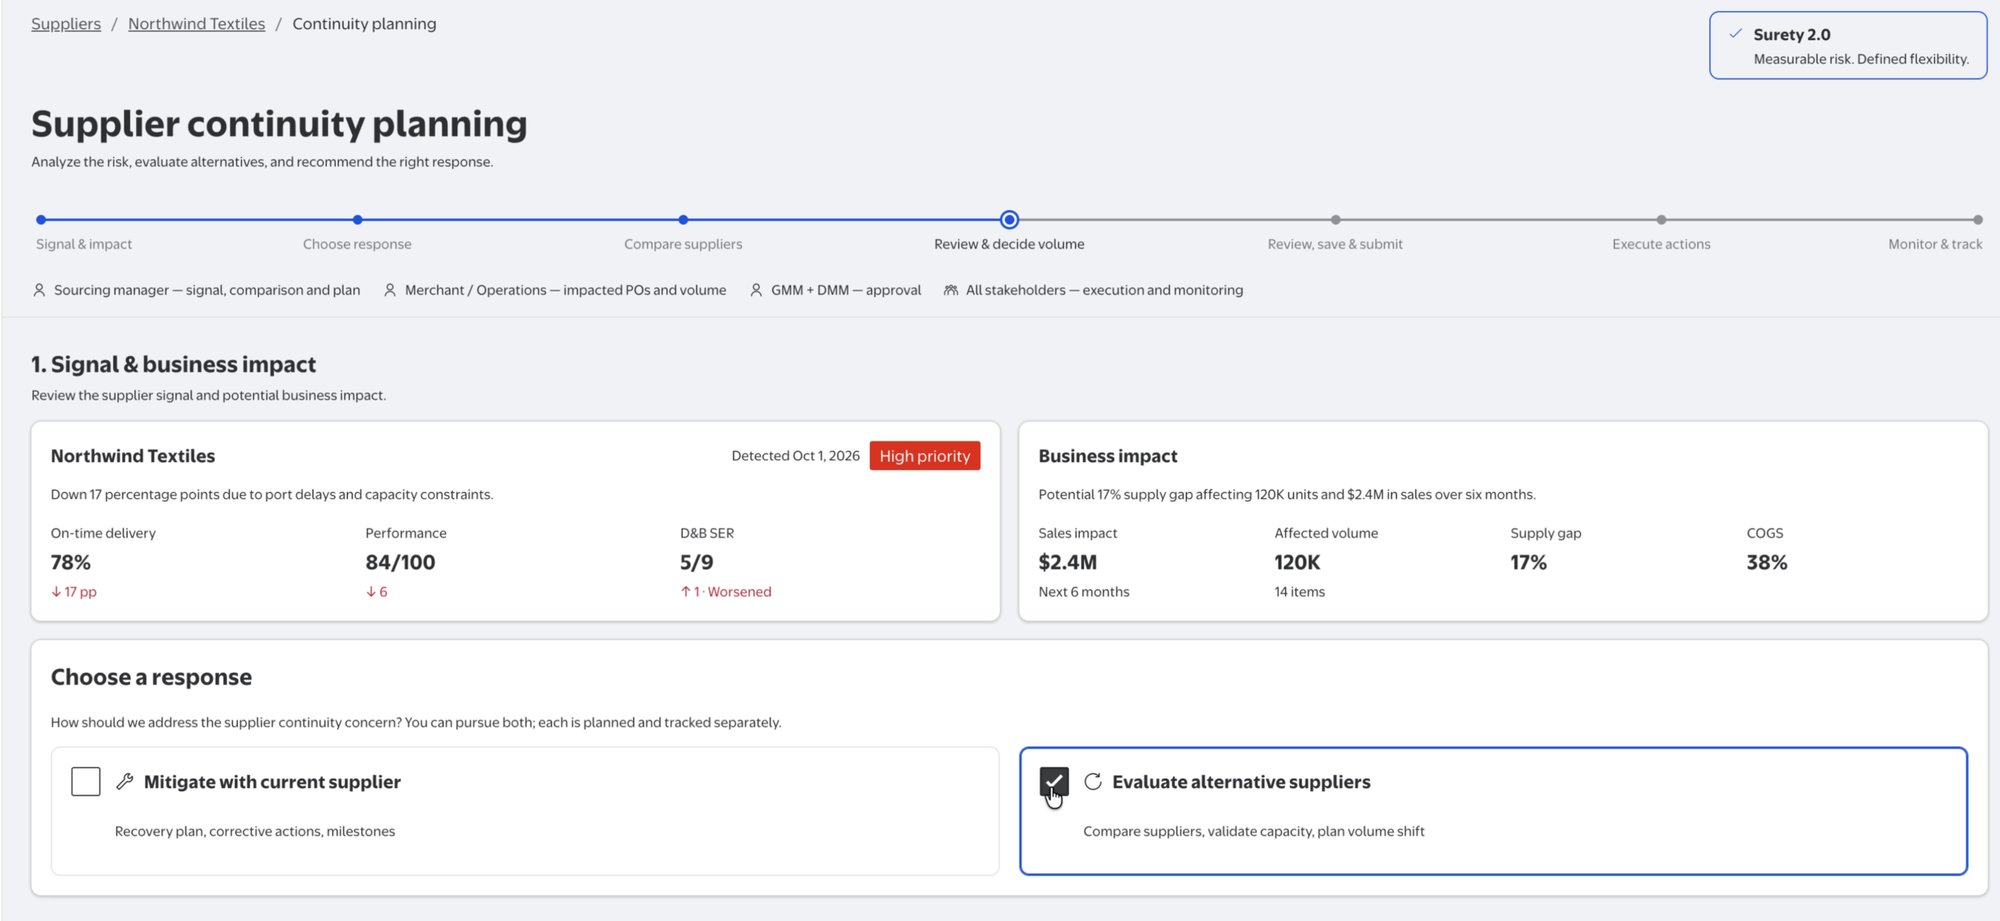 Suppliers / Northwind Textiles / Continuity planning
Surety 2.0
Measurable risk. Defined flexibility.
Supplier continuity planning
Analyze the risk, evaluate alternatives, and recommend the right response.
Signal & impact
Choose response
Compare suppliers
Review & decide volume
Review, save & submit
Execute actions
Monitor & track
Sourcing manager — signal, comparison and plan
Merchant / Operations — impacted POs and volume
GMM + DMM — approval
All stakeholders — execution and monitoring
1. Signal & business impact
Review the supplier signal and potential business impact.
Northwind Textiles
Detected Oct 1, 2026
High priority
Down 17 percentage points due to port delays and capacity constraints.
On-time delivery
Performance
D&B SER
78%
84/100
5/9
↓ 17 pp
↓ 6
↑ 1 · Worsened
Business impact
Potential 17% supply gap affecting 120K units and $2.4M in sales over six months.
Sales impact
Affected volume
Supply gap
COGS
$2.4M
120K
17%
38%
Next 6 months
14 items
Choose a response
How should we address the supplier continuity concern? You can pursue both; each is planned and tracked separately.
Mitigate with current supplier
Recovery plan, corrective actions, milestones
Evaluate alternative suppliers
Compare suppliers, validate capacity, plan volume shift